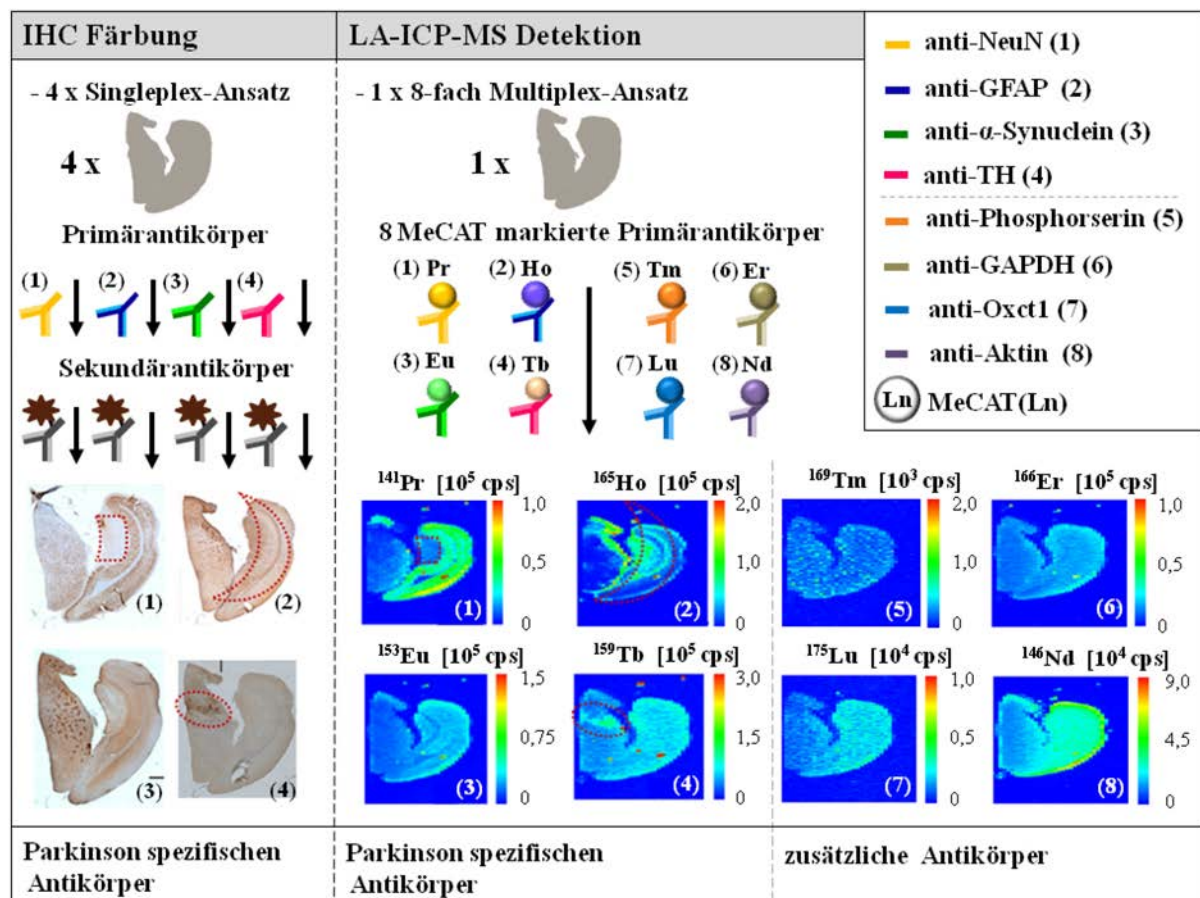 IHC Färbung
- 4 x Singleplex-Ansatz
4 x
Primärantikörper
(1) (2) (3) (4)
Sekundärantikörper
(1)
(2)
(3)
(4)
Parkinson spezifischen
Antikörper
LA-ICP-MS Detektion
- 1 x 8-fach Multiplex-Ansatz
1 x
8 MeCAT markierte Primärantikörper
(1) Pr (2) Ho (5) Tm (6) Er
(3) Eu (4) Tb (7) Lu (8) Nd
¹⁴¹Pr [10⁵ cps]
1,0
0,5
0
(1)
¹⁶⁵Ho [10⁵ cps]
2,0
1,0
0
(2)
¹⁶⁹Tm [10³ cps]
2,0
1,0
0
(5)
¹⁶⁶Er [10⁵ cps]
1,0
0,5
0
(6)
¹⁵³Eu [10⁵ cps]
1,5
0,75
0
(3)
¹⁵⁹Tb [10⁵ cps]
3,0
1,5
0
(4)
¹⁷⁵Lu [10⁴ cps]
1,0
0,5
0
(7)
¹⁴⁶Nd [10⁴ cps]
9,0
4,5
0
(8)
Parkinson spezifischen
Antikörper
zusätzliche Antikörper
anti-NeuN (1)
anti-GFAP (2)
anti-α-Synuclein (3)
anti-TH (4)
anti-Phosphorserin (5)
anti-GAPDH (6)
anti-Oxct1 (7)
anti-Aktin (8)
Ln MeCAT(Ln)